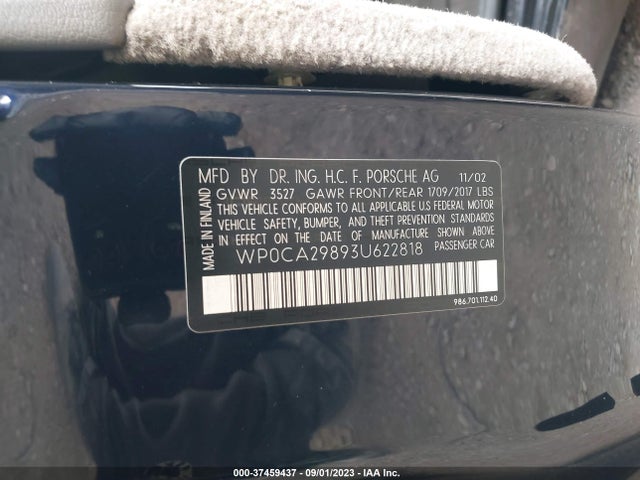 MFD BY DR. ING. H.C. F. PORSCHE AG 11/02
GVWR 3527 GAWR FRONT/REAR 1709/2017 LBS
THIS VEHICLE CONFORMS TO ALL APPLICABLE U.S. FEDERAL MOTOR
VEHICLE SAFETY, BUMPER, AND THEFT PREVENTION STANDARDS
IN EFFECT ON THE DATE OF MANUFACTURE SHOWN ABOVE
WP0CA29893U622818 PASSENGER CAR
MADE IN FINLAND
986.701.112.40
000-37459437 - 09/01/2023 - IAA Inc.